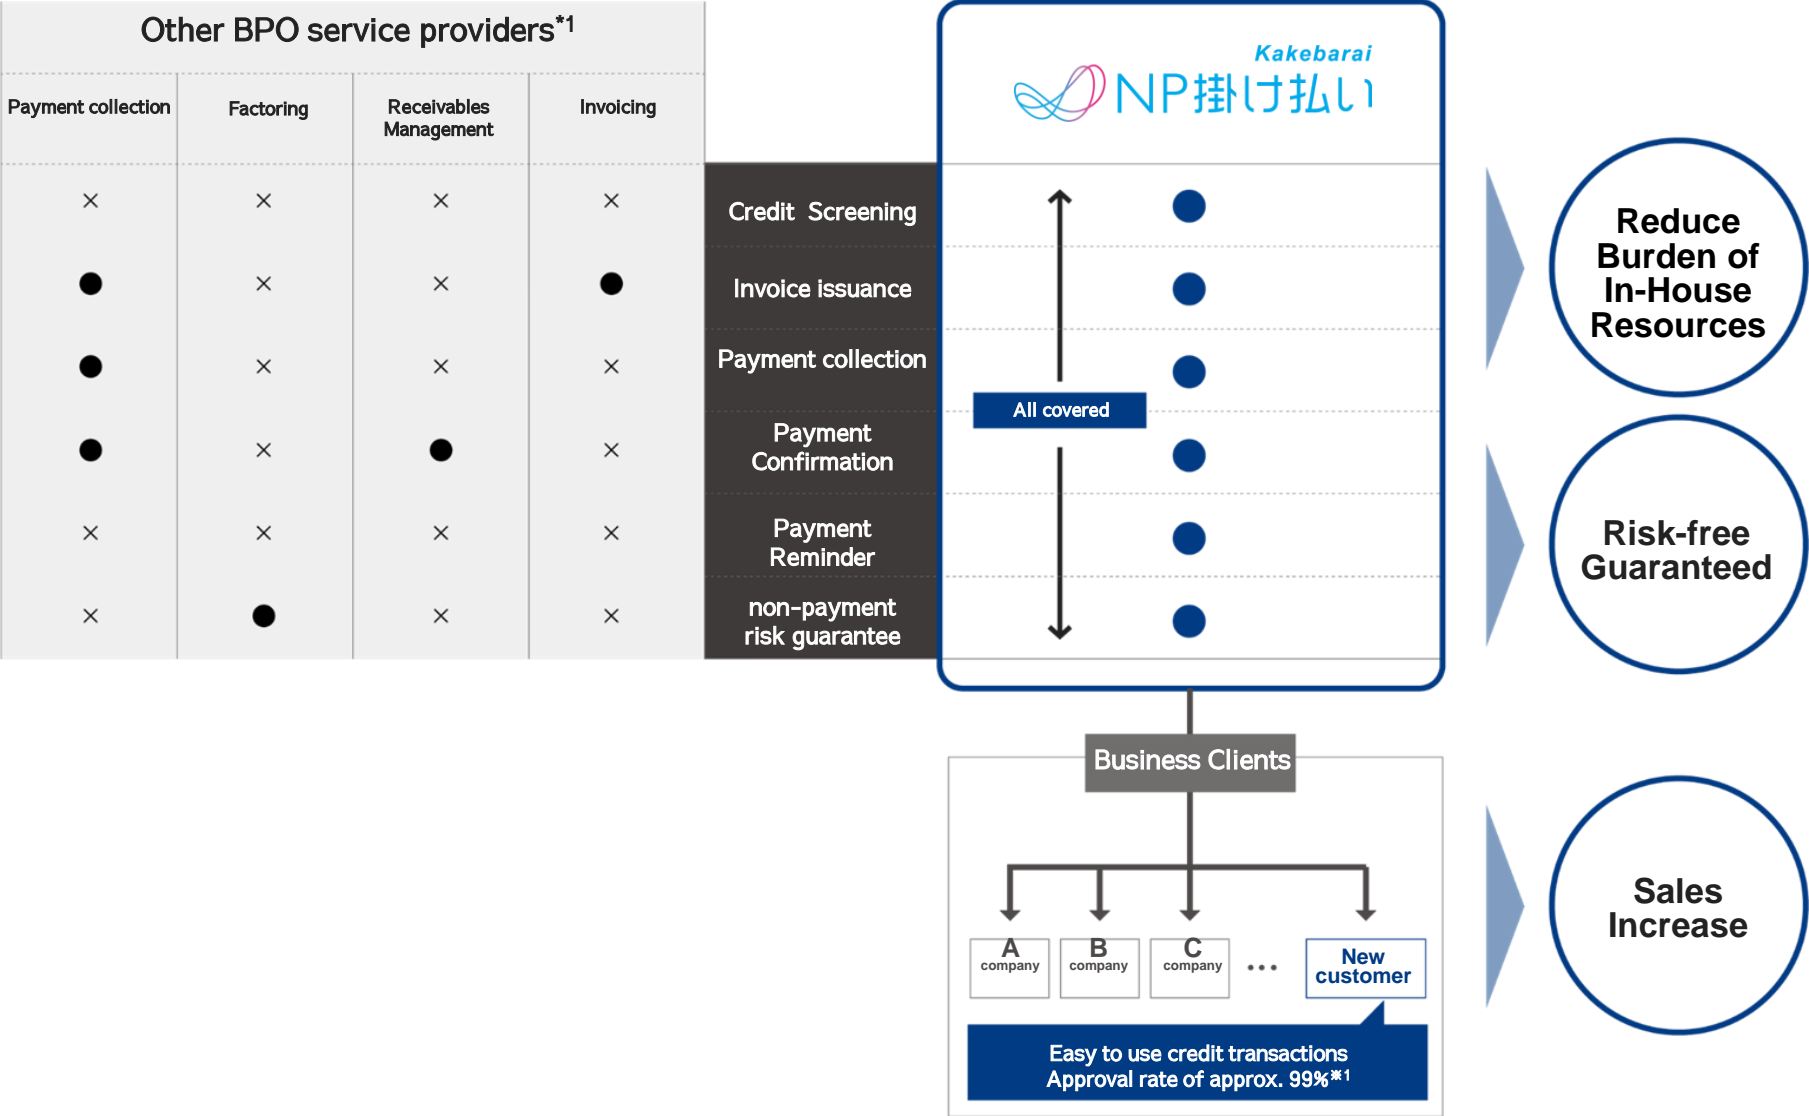 Other BPO service providers*1
Payment collection
Factoring
Receivables
Management
Invoicing
Kakebarai
NP掛け払い
× × × ×
Credit Screening
● × × ●
Invoice issuance
● × × ×
Payment collection
All covered
● × ● ×
Payment
Confirmation
× × × ×
Payment
Reminder
× ● × ×
non-payment
risk guarantee
Reduce
Burden of
In-House
Resources
Risk-free
Guaranteed
Business Clients
A
company
B
company
C
company
…
New
customer
Easy to use credit transactions
Approval rate of approx. 99%※1
Sales
Increase